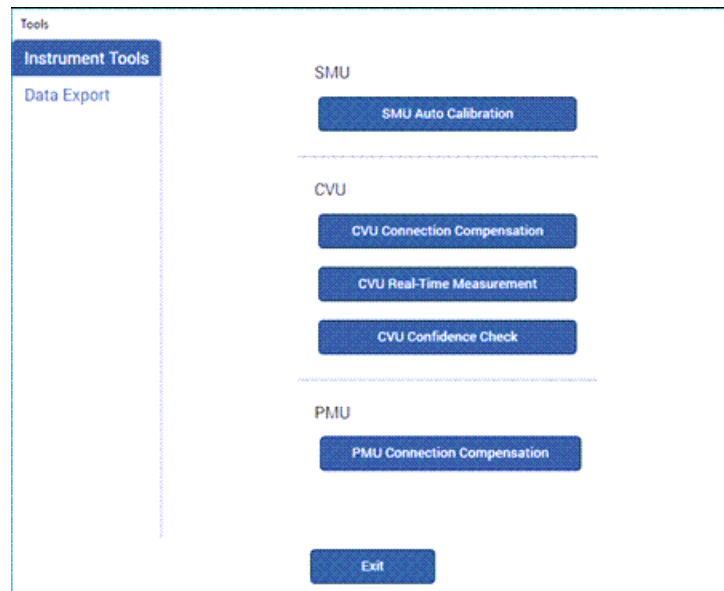 Tools
Instrument Tools
Data Export
SMU
SMU Auto Calibration
CVU
CVU Connection Compensation
CVU Real-Time Measurement
CVU Confidence Check
PMU
PMU Connection Compensation
Exit